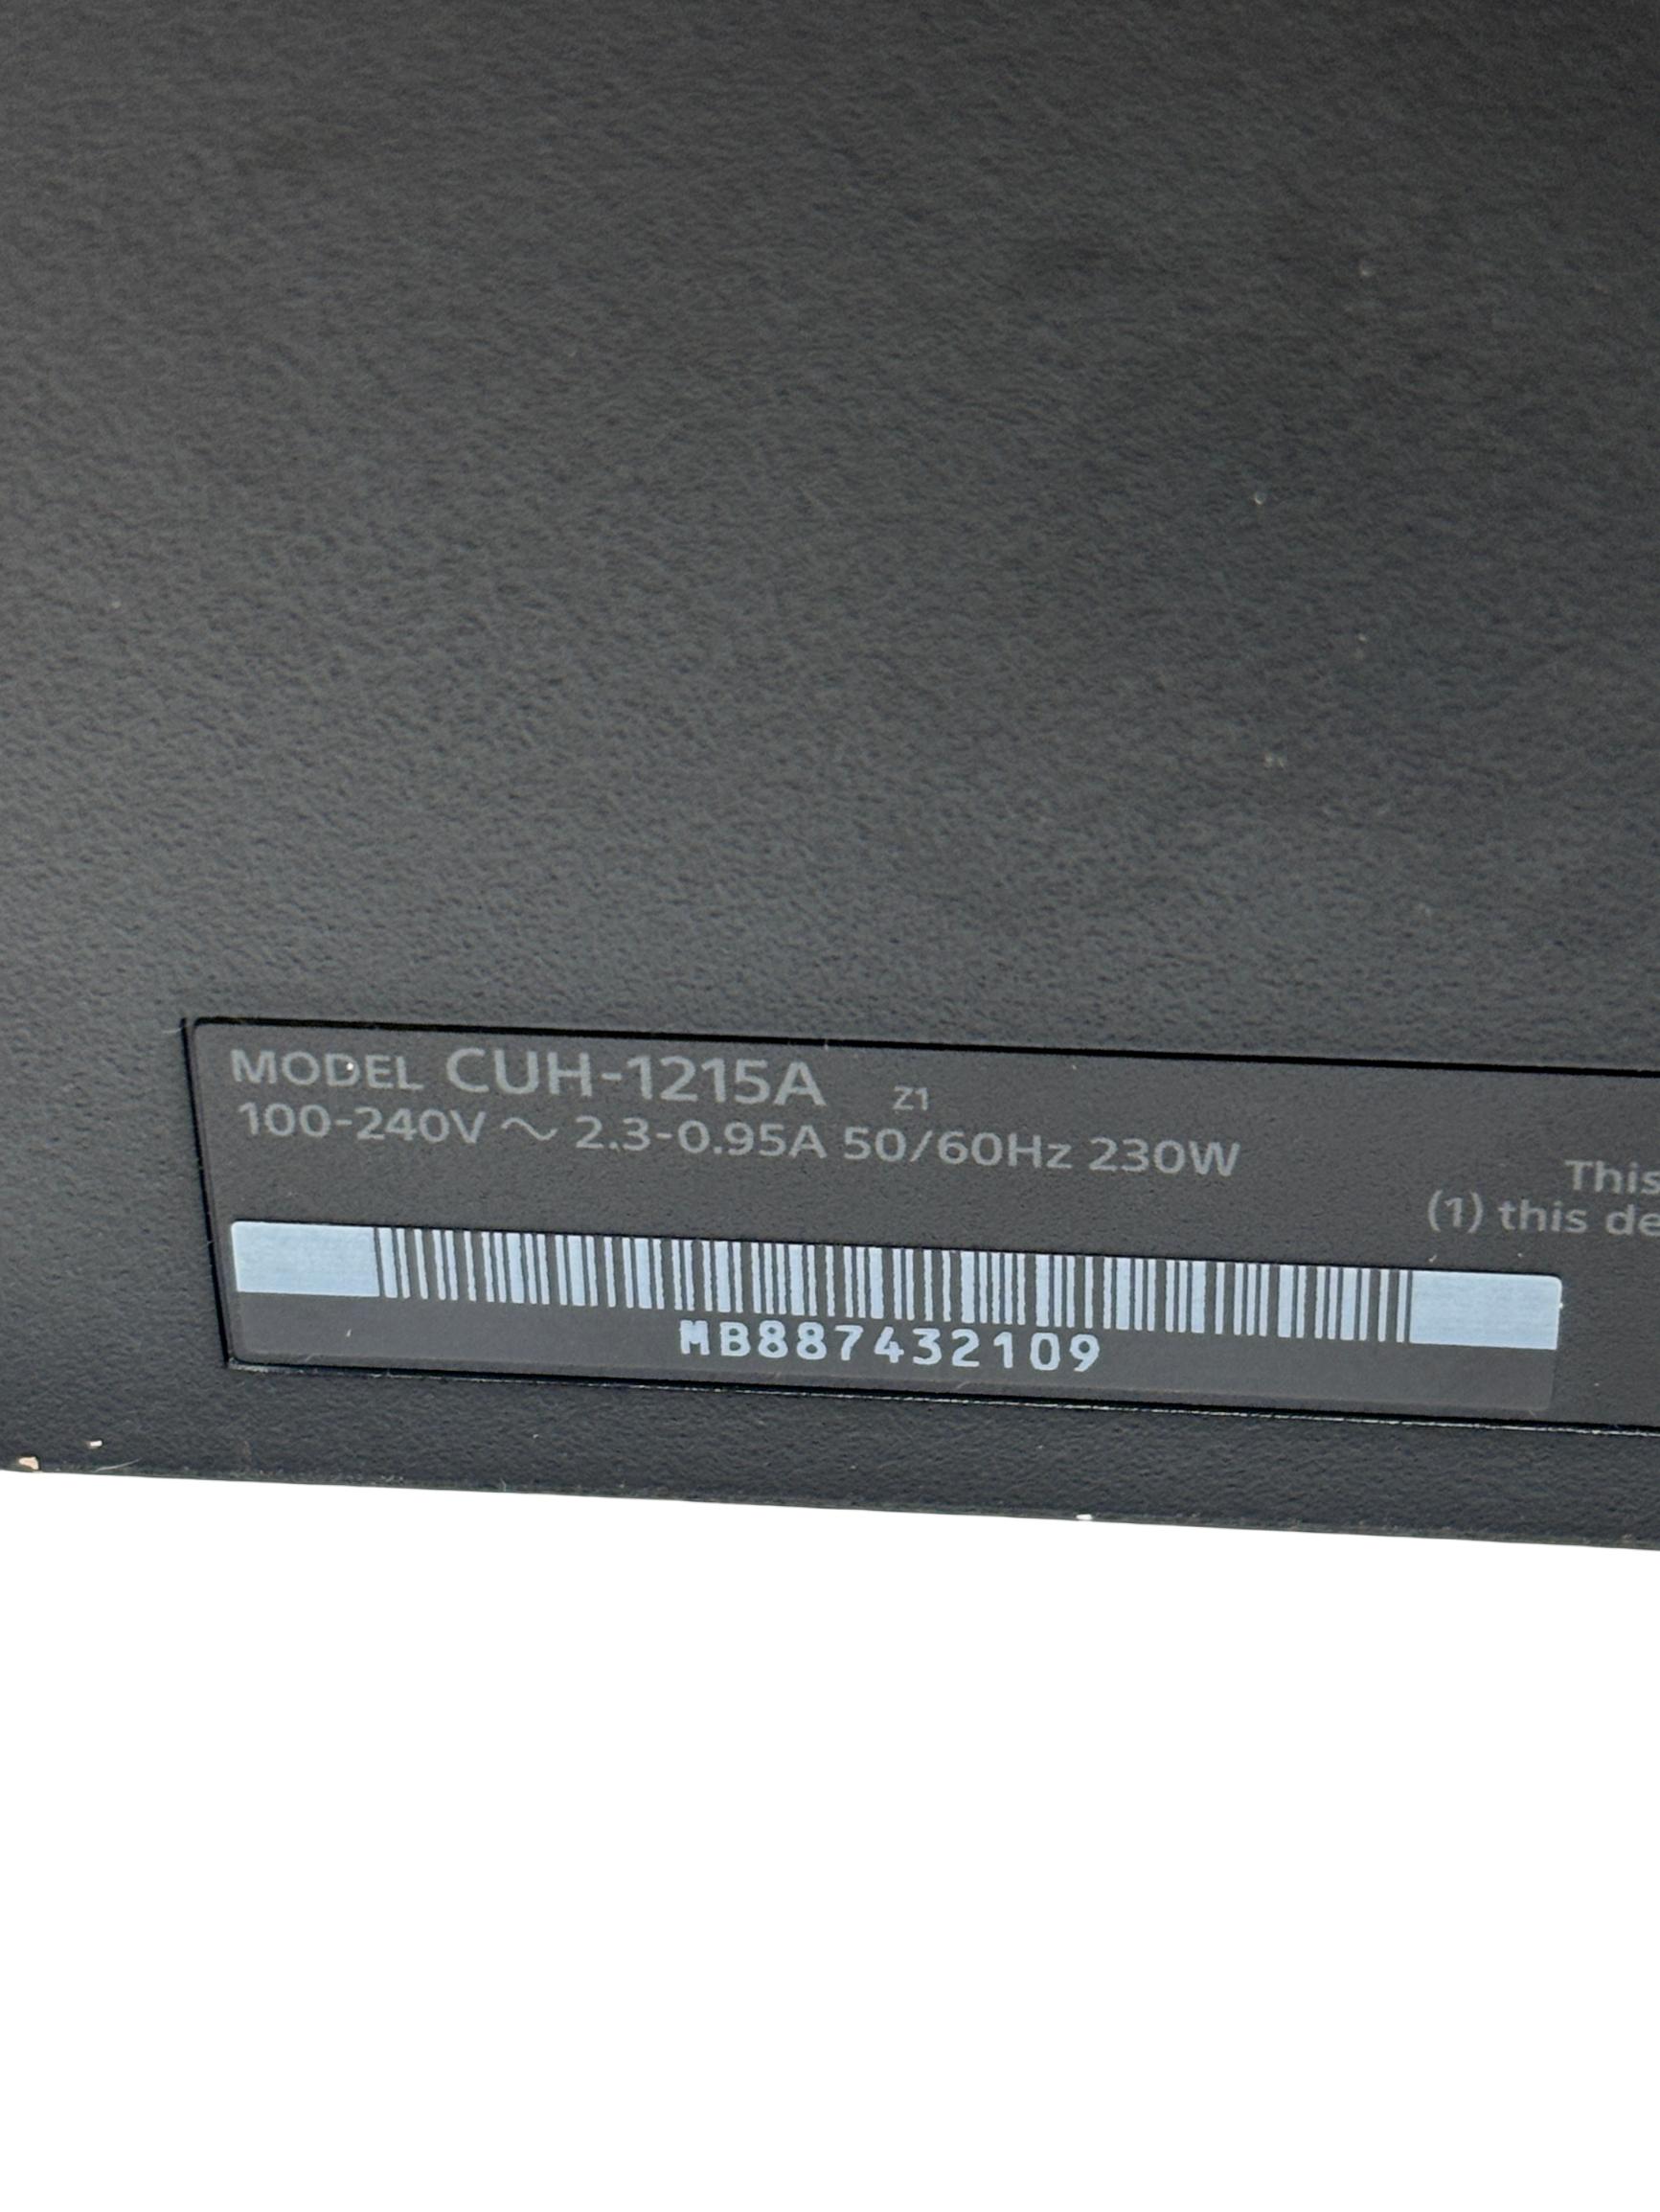 MODEL CUH-1215A Z1
100-240V ～ 2.3-0.95A 50/60Hz 230W
This
(1) this de
MB887432109